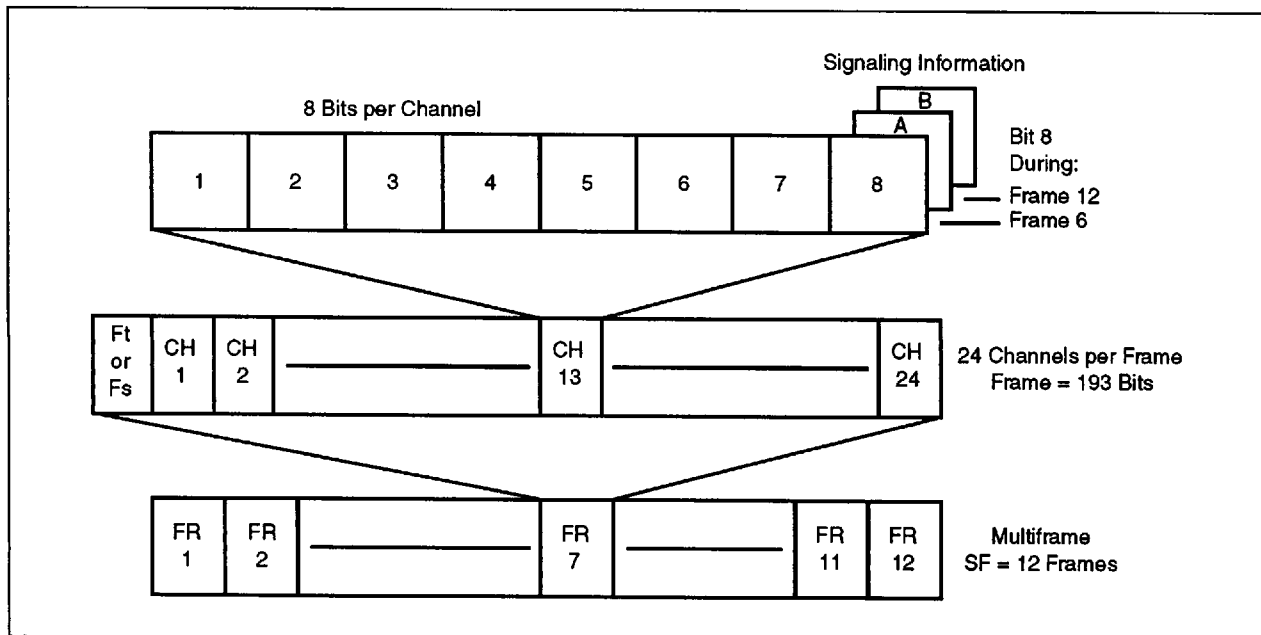 Signaling Information
8 Bits per Channel
B
A
1 2 3 4 5 6 7 8
Bit 8
During:
Frame 12
Frame 6
Ft
or
Fs
CH
1
CH
2
CH
13
CH
24
24 Channels per Frame
Frame = 193 Bits
FR
1
FR
2
FR
7
FR
11
FR
12
Multiframe
SF = 12 Frames